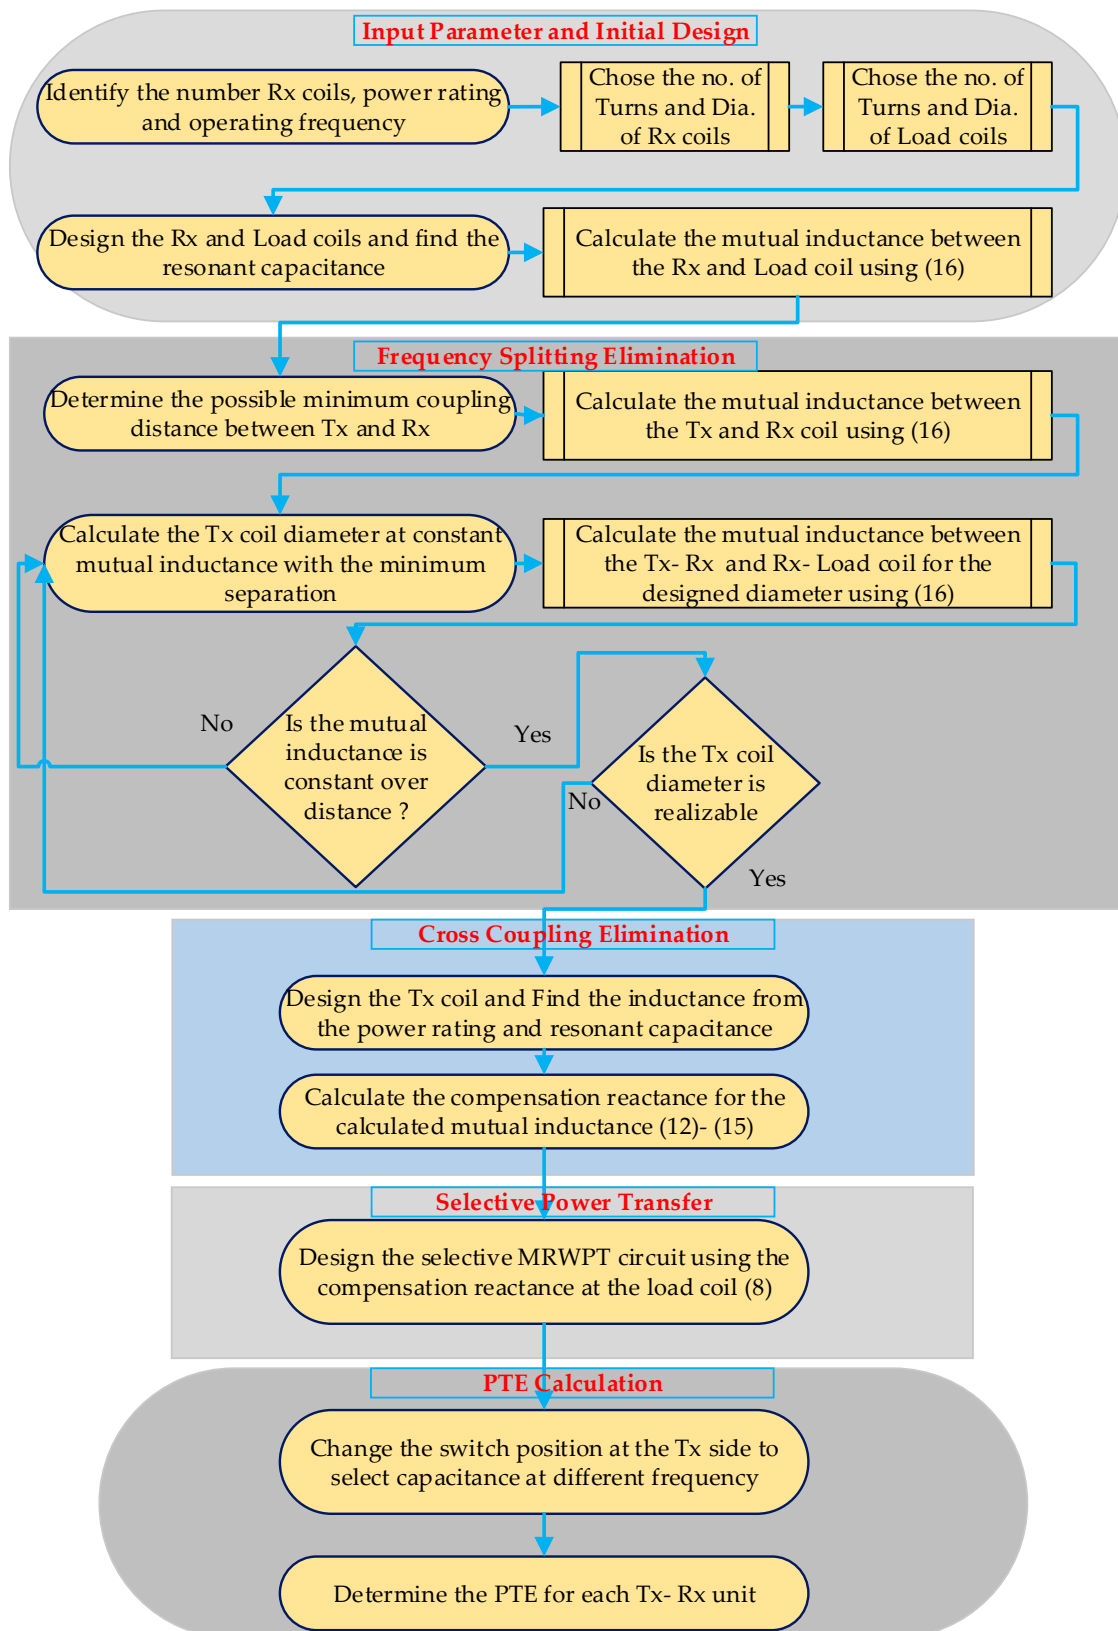 Input Parameter and Initial Design
Identify the number Rx coils, power rating
and operating frequency
Chose the no. of
Turns and Dia.
of Rx coils
Chose the no. of
Turns and Dia.
of Load coils
Design the Rx and Load coils and find the
resonant capacitance
Calculate the mutual inductance between
the Rx and Load coil using (16)
Frequency Splitting Elimination
Determine the possible minimum coupling
distance between Tx and Rx
Calculate the mutual inductance between
the Tx and Rx coil using (16)
Calculate the Tx coil diameter at constant
mutual inductance with the minimum
separation
Calculate the mutual inductance between
the Tx- Rx and Rx- Load coil for the
designed diameter using (16)
No
Is the mutual
inductance is
constant over
distance ?
Yes
Is the Tx coil
diameter is
realizable
No
Yes
Cross Coupling Elimination
Design the Tx coil and Find the inductance from
the power rating and resonant capacitance
Calculate the compensation reactance for the
calculated mutual inductance (12)- (15)
Selective Power Transfer
Design the selective MRWPT circuit using the
compensation reactance at the load coil (8)
PTE Calculation
Change the switch position at the Tx side to
select capacitance at different frequency
Determine the PTE for each Tx- Rx unit